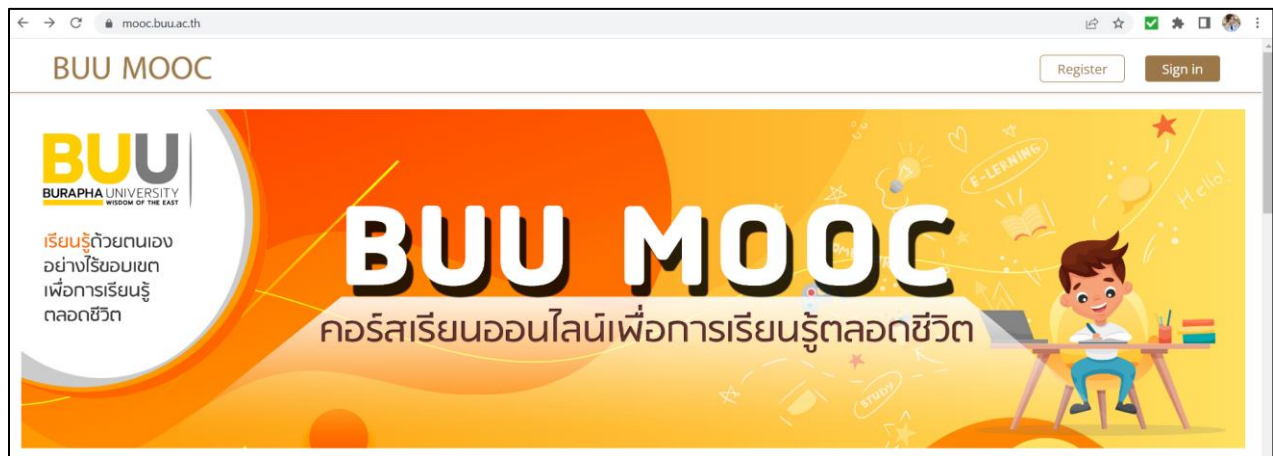 mooc.buu.ac.th
BUU MOOC
Register
Sign in
BUU
BURAPHA UNIVERSITY
WISDOM OF THE EAST
เรียนรู้ด้วยตนเอง
อย่างไร้ขอบเขต
เพื่อการเรียนรู้
ตลอดชีวิต
BUU MOOC
คอร์สเรียนออนไลน์เพื่อการเรียนรู้ตลอดชีวิต
E-LEARNING
Hello!
STUDY